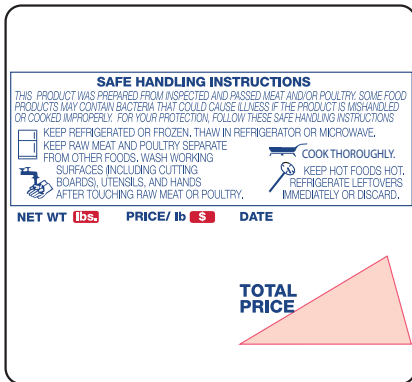 SAFE HANDLING INSTRUCTIONS
THIS PRODUCT WAS PREPARED FROM INSPECTED AND PASSED MEAT AND/OR POULTRY. SOME FOOD
PRODUCTS MAY CONTAIN BACTERIA THAT COULD CAUSE ILLNESS IF THE PRODUCT IS MISHANDLED
OR COOKED IMPROPERLY. FOR YOUR PROTECTION, FOLLOW THESE SAFE HANDLING INSTRUCTIONS
KEEP REFRIGERATED OR FROZEN. THAW IN REFRIGERATOR OR MICROWAVE.
KEEP RAW MEAT AND POULTRY SEPARATE
FROM OTHER FOODS. WASH WORKING
SURFACES (INCLUDING CUTTING
BOARDS), UTENSILS, AND HANDS
AFTER TOUCHING RAW MEAT OR POULTRY.
COOK THOROUGHLY.
KEEP HOT FOODS HOT.
REFRIGERATE LEFTOVERS
IMMEDIATELY OR DISCARD.
NET WT lbs. PRICE/ lb $ DATE
TOTAL
PRICE